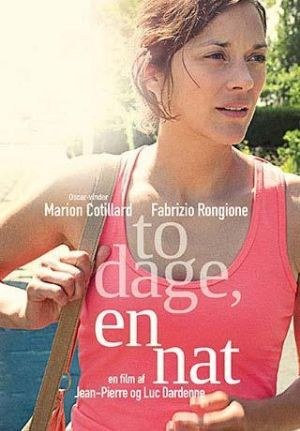 Oscar-vinder
Marion Cotillard Fabrizio Rongione
to
dage,
en
nat
en film af
Jean-Pierre og Luc Dardenne